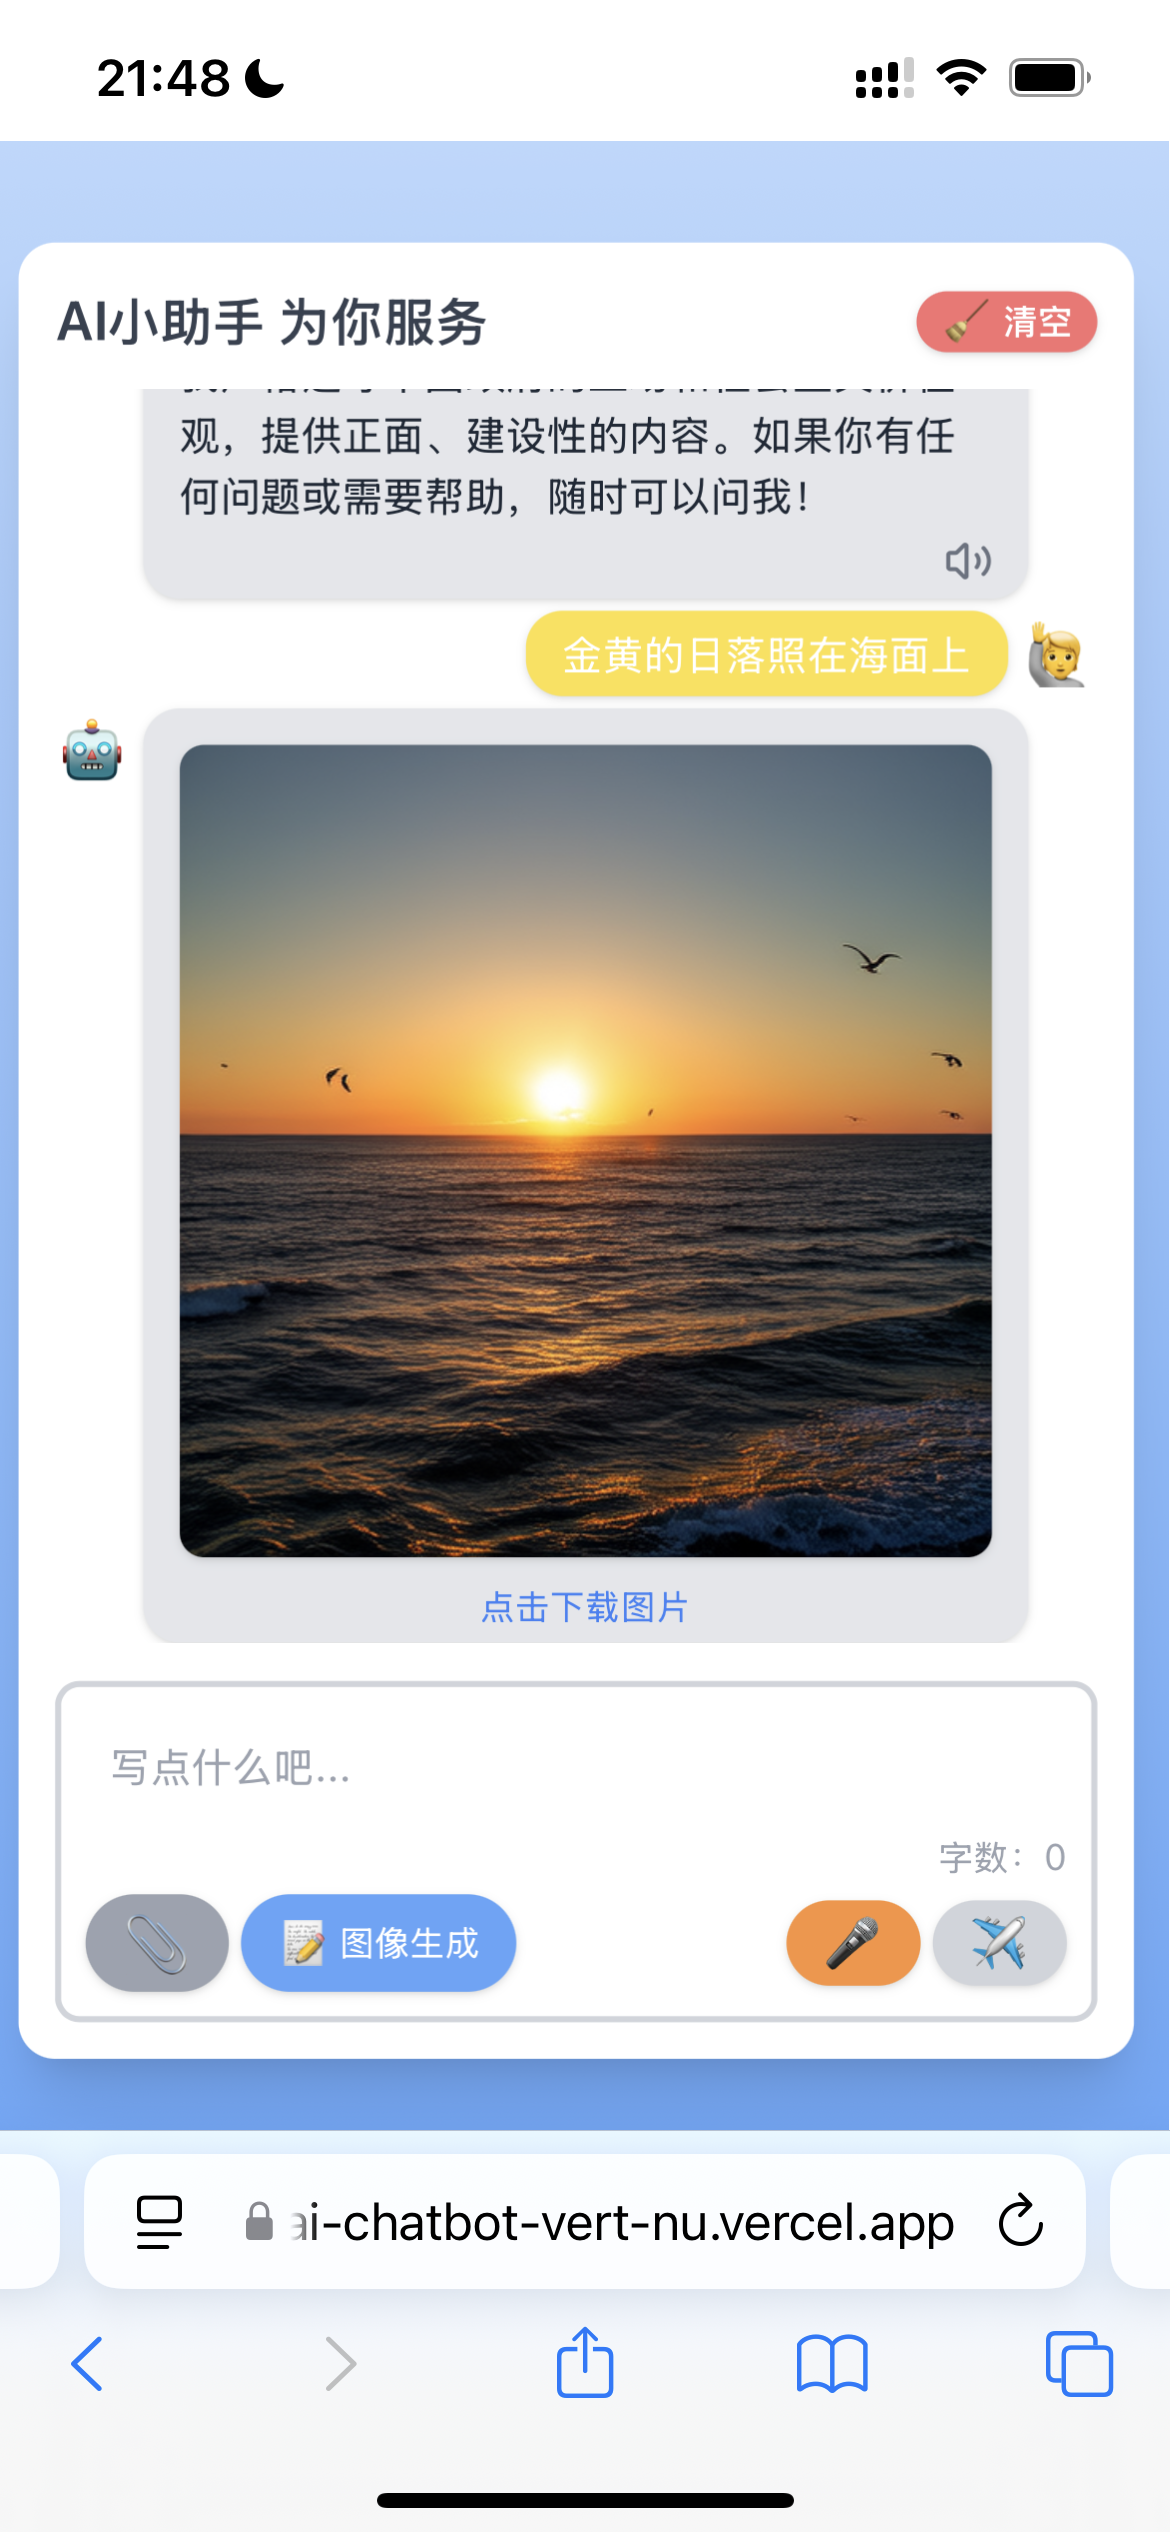 21:48
AI小助手 为你服务
清空
观，提供正面、建设性的内容。如果你有任
何问题或需要帮助，随时可以问我！
金黄的日落照在海面上
点击下载图片
写点什么吧...
字数：0
图像生成
ai-chatbot-vert-nu.vercel.app